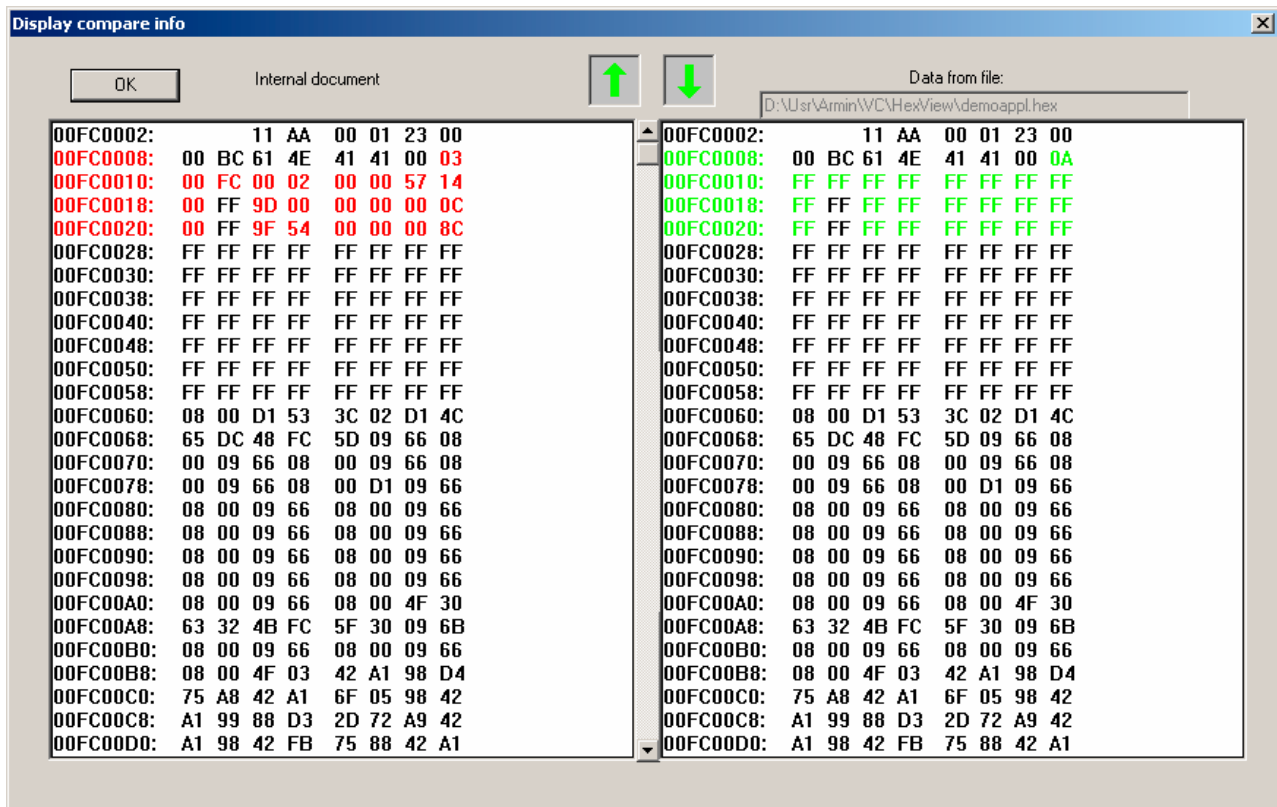 Display compare info
OK
Internal document
Data from file:
D:\Usr\Armin\VC\HexView\demoappl.hex
00FC0002: 11 AA 00 01 23 00
00FC0008: 00 BC 61 4E 41 41 00 03
00FC0010: 00 FC 00 02 00 00 57 14
00FC0018: 00 FF 9D 00 00 00 00 0C
00FC0020: 00 FF 9F 54 00 00 00 8C
00FC0028: FF FF FF FF FF FF FF FF
00FC0030: FF FF FF FF FF FF FF FF
00FC0038: FF FF FF FF FF FF FF FF
00FC0040: FF FF FF FF FF FF FF FF
00FC0048: FF FF FF FF FF FF FF FF
00FC0050: FF FF FF FF FF FF FF FF
00FC0058: FF FF FF FF FF FF FF FF
00FC0060: 08 00 D1 53 3C 02 D1 4C
00FC0068: 65 DC 48 FC 5D 09 66 08
00FC0070: 00 09 66 08 00 09 66 08
00FC0078: 00 09 66 08 00 D1 09 66
00FC0080: 08 00 09 66 08 00 09 66
00FC0088: 08 00 09 66 08 00 09 66
00FC0090: 08 00 09 66 08 00 09 66
00FC0098: 08 00 09 66 08 00 09 66
00FC00A0: 08 00 09 66 08 00 4F 30
00FC00A8: 63 32 4B FC 5F 30 09 6B
00FC00B0: 08 00 09 66 08 00 09 66
00FC00B8: 08 00 4F 03 42 A1 98 D4
00FC00C0: 75 A8 42 A1 6F 05 98 42
00FC00C8: A1 99 88 D3 2D 72 A9 42
00FC00D0: A1 98 42 FB 75 88 42 A1
00FC0002: 11 AA 00 01 23 00
00FC0008: 00 BC 61 4E 41 41 00 0A
00FC0010: FF FF FF FF FF FF FF FF
00FC0018: FF FF FF FF FF FF FF FF
00FC0020: FF FF FF FF FF FF FF FF
00FC0028: FF FF FF FF FF FF FF FF
00FC0030: FF FF FF FF FF FF FF FF
00FC0038: FF FF FF FF FF FF FF FF
00FC0040: FF FF FF FF FF FF FF FF
00FC0048: FF FF FF FF FF FF FF FF
00FC0050: FF FF FF FF FF FF FF FF
00FC0058: FF FF FF FF FF FF FF FF
00FC0060: 08 00 D1 53 3C 02 D1 4C
00FC0068: 65 DC 48 FC 5D 09 66 08
00FC0070: 00 09 66 08 00 09 66 08
00FC0078: 00 09 66 08 00 D1 09 66
00FC0080: 08 00 09 66 08 00 09 66
00FC0088: 08 00 09 66 08 00 09 66
00FC0090: 08 00 09 66 08 00 09 66
00FC0098: 08 00 09 66 08 00 09 66
00FC00A0: 08 00 09 66 08 00 4F 30
00FC00A8: 63 32 4B FC 5F 30 09 6B
00FC00B0: 08 00 09 66 08 00 09 66
00FC00B8: 08 00 4F 03 42 A1 98 D4
00FC00C0: 75 A8 42 A1 6F 05 98 42
00FC00C8: A1 99 88 D3 2D 72 A9 42
00FC00D0: A1 98 42 FB 75 88 42 A1